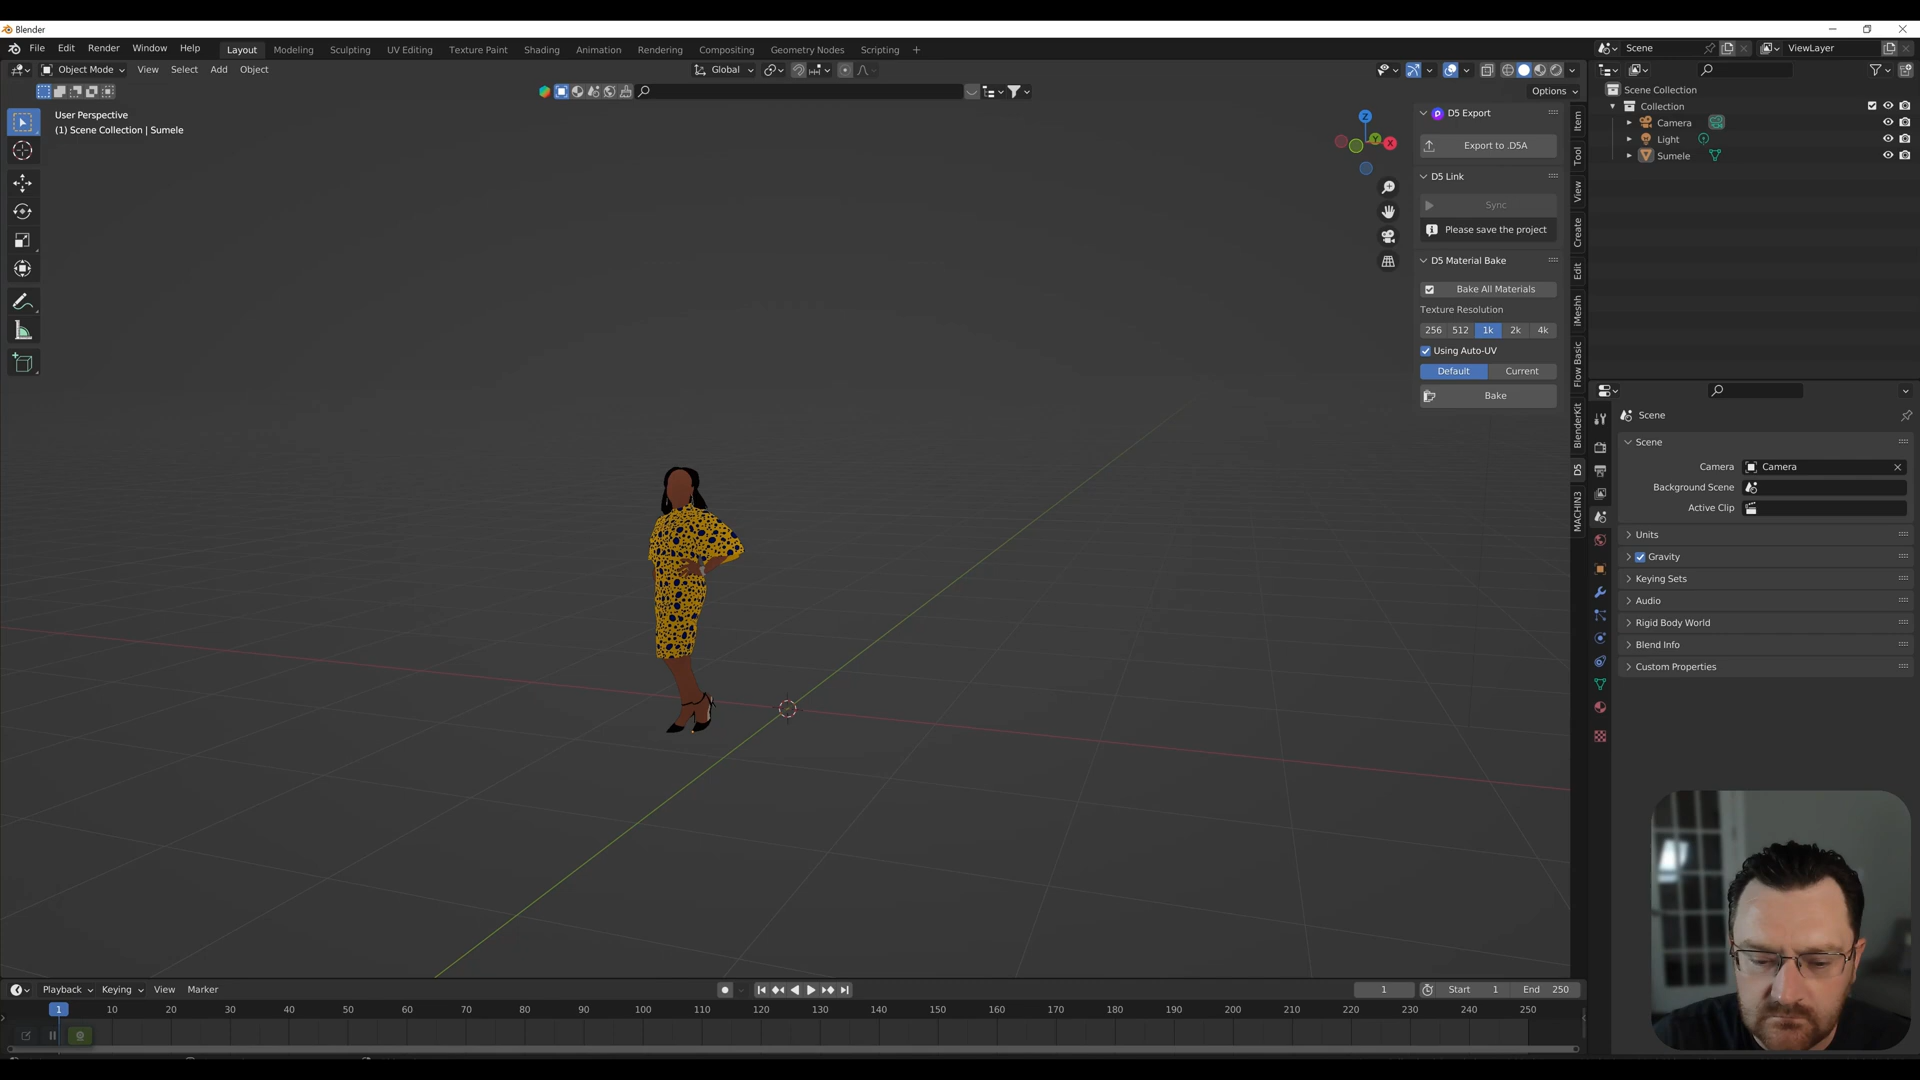 Blender
File Edit Render Window Help Layout Modeling Sculpting UV Editing Texture Paint Shading Animation Rendering Compositing Geometry Nodes Scripting +
Scene ViewLayer
Object Mode View Select Add Object Global
Options
User Perspective
(1) Scene Collection | Sumele
Z
Y
X
D5 Export
Export to .D5A
D5 Link
Sync
Please save the project
D5 Material Bake
Bake All Materials
Texture Resolution
256 512 1k 2k 4k
Using Auto-UV
Default Current
Bake
Item
Tool
View
Create
Edit
iMeshh
Flow Basic
BlenderKit
D5
MACHIN3
Scene Collection
Collection
Camera
Light
Sumele
Scene
Scene
Camera Camera
Background Scene
Active Clip
Units
Gravity
Keying Sets
Audio
Rigid Body World
Blend Info
Custom Properties
Playback Keying View Marker 1 Start 1 End 250
1 10 20 30 40 50 60 70 80 90 100 110 120 130 140 150 160 170 180 190 200 210 220 230 240 250